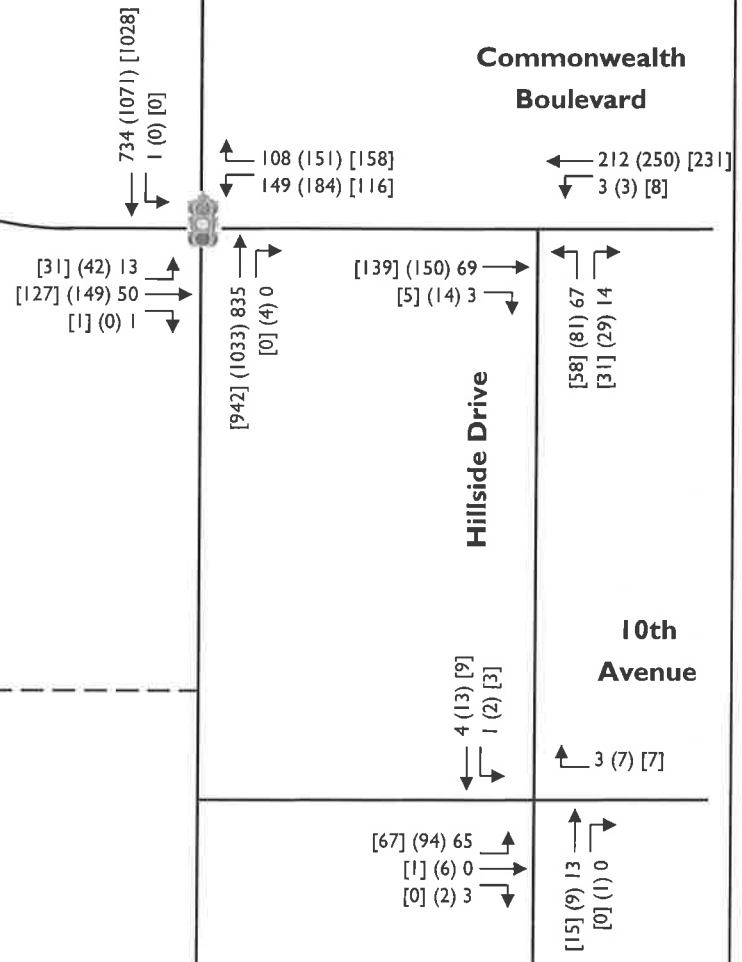 734 (1071) [1028]
1 (0) [0]
Commonwealth
Boulevard
108 (151) [158]
149 (184) [116]
212 (250) [231]
3 (3) [8]
[31] (42) 13
[127] (149) 50
[1] (0) 1
[942] (1033) 835
[0] (4) 0
[139] (150) 69
[5] (14) 3
[58] (81) 67
[31] (29) 14
Hillside Drive
10th
Avenue
4 (13) [9]
1 (2) [3]
3 (7) [7]
[67] (94) 65
[1] (6) 0
[0] (2) 3
[15] (9) 13
[0] (1) 0